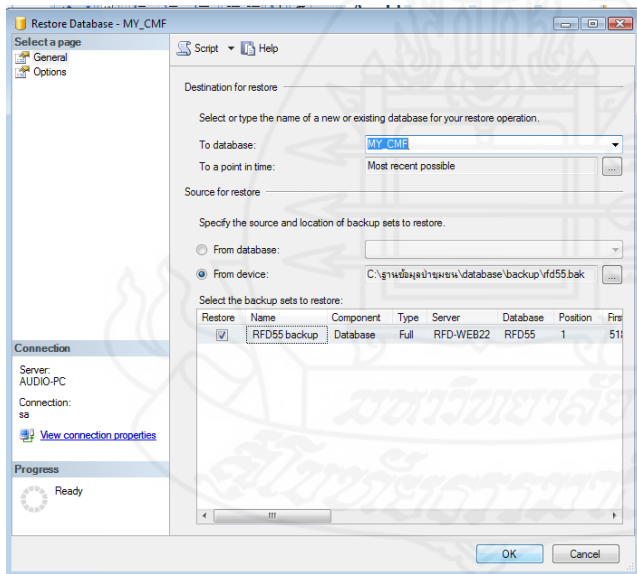 Restore Database - MY_CMF
Select a page
General
Options
Script
Help
Destination for restore
Select or type the name of a new or existing database for your restore operation.
To database:
MY_CMF
To a point in time:
Most recent possible
...
Source for restore
Specify the source and location of backup sets to restore.
From database:
From device:
C:\ฐานข้อมูลป่าชุมชน\database\backup\rfd55.bak
...
Select the backup sets to restore:
Restore Name Component Type Server Database Position Firs
RFD55 backup Database Full RFD-WEB22 RFD55 1 518
Connection
Server:
AUDIO-PC
Connection:
sa
View connection properties
Progress
Ready
OK
Cancel